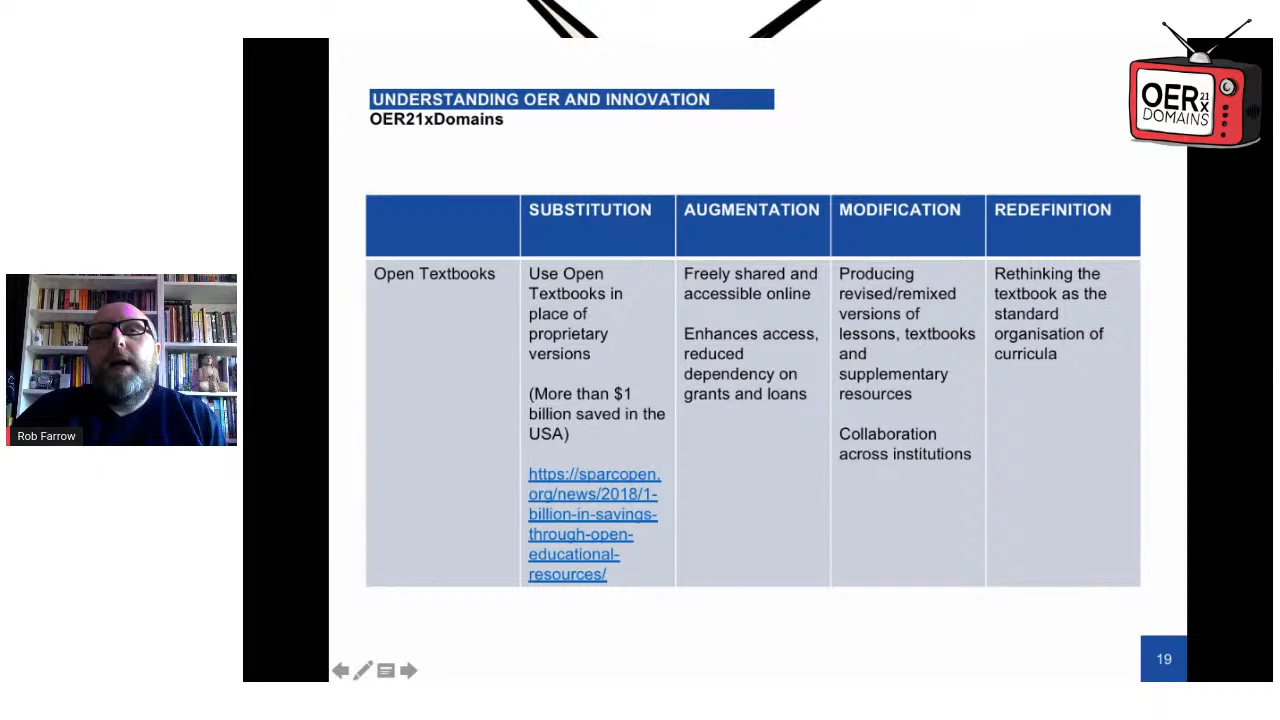 UNDERSTANDING OER AND INNOVATION
OER21xDomains
OER 21
x
DOMAINS
SUBSTITUTION
AUGMENTATION
MODIFICATION
REDEFINITION
Open Textbooks
Use Open
Textbooks in
place of
proprietary
versions
(More than $1
billion saved in the
USA)
https://sparcopen.
org/news/2018/1-
billion-in-savings-
through-open-
educational-
resources/
Freely shared and
accessible online
Enhances access,
reduced
dependency on
grants and loans
Producing
revised/remixed
versions of
lessons, textbooks
and
supplementary
resources
Collaboration
across institutions
Rethinking the
textbook as the
standard
organisation of
curricula
Rob Farrow
19